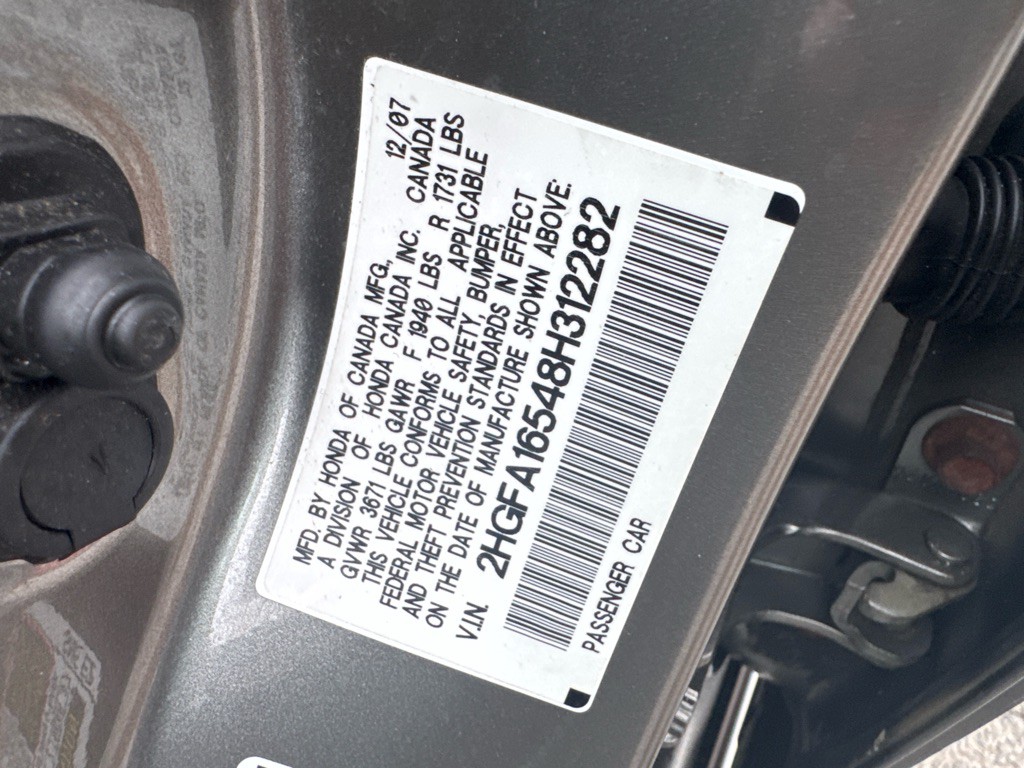 MFD. BY HONDA OF CANADA MFG., 12/07
A DIVISION OF HONDA CANADA INC. CANADA
GVWR 3671 LBS GAWR F 1940 LBS R 1731 LBS
THIS VEHICLE CONFORMS TO ALL APPLICABLE
FEDERAL MOTOR VEHICLE SAFETY, BUMPER,
AND THEFT PREVENTION STANDARDS IN EFFECT
ON THE DATE OF MANUFACTURE SHOWN ABOVE:
V.I.N. 2HGFA16548H312282
PASSENGER CAR